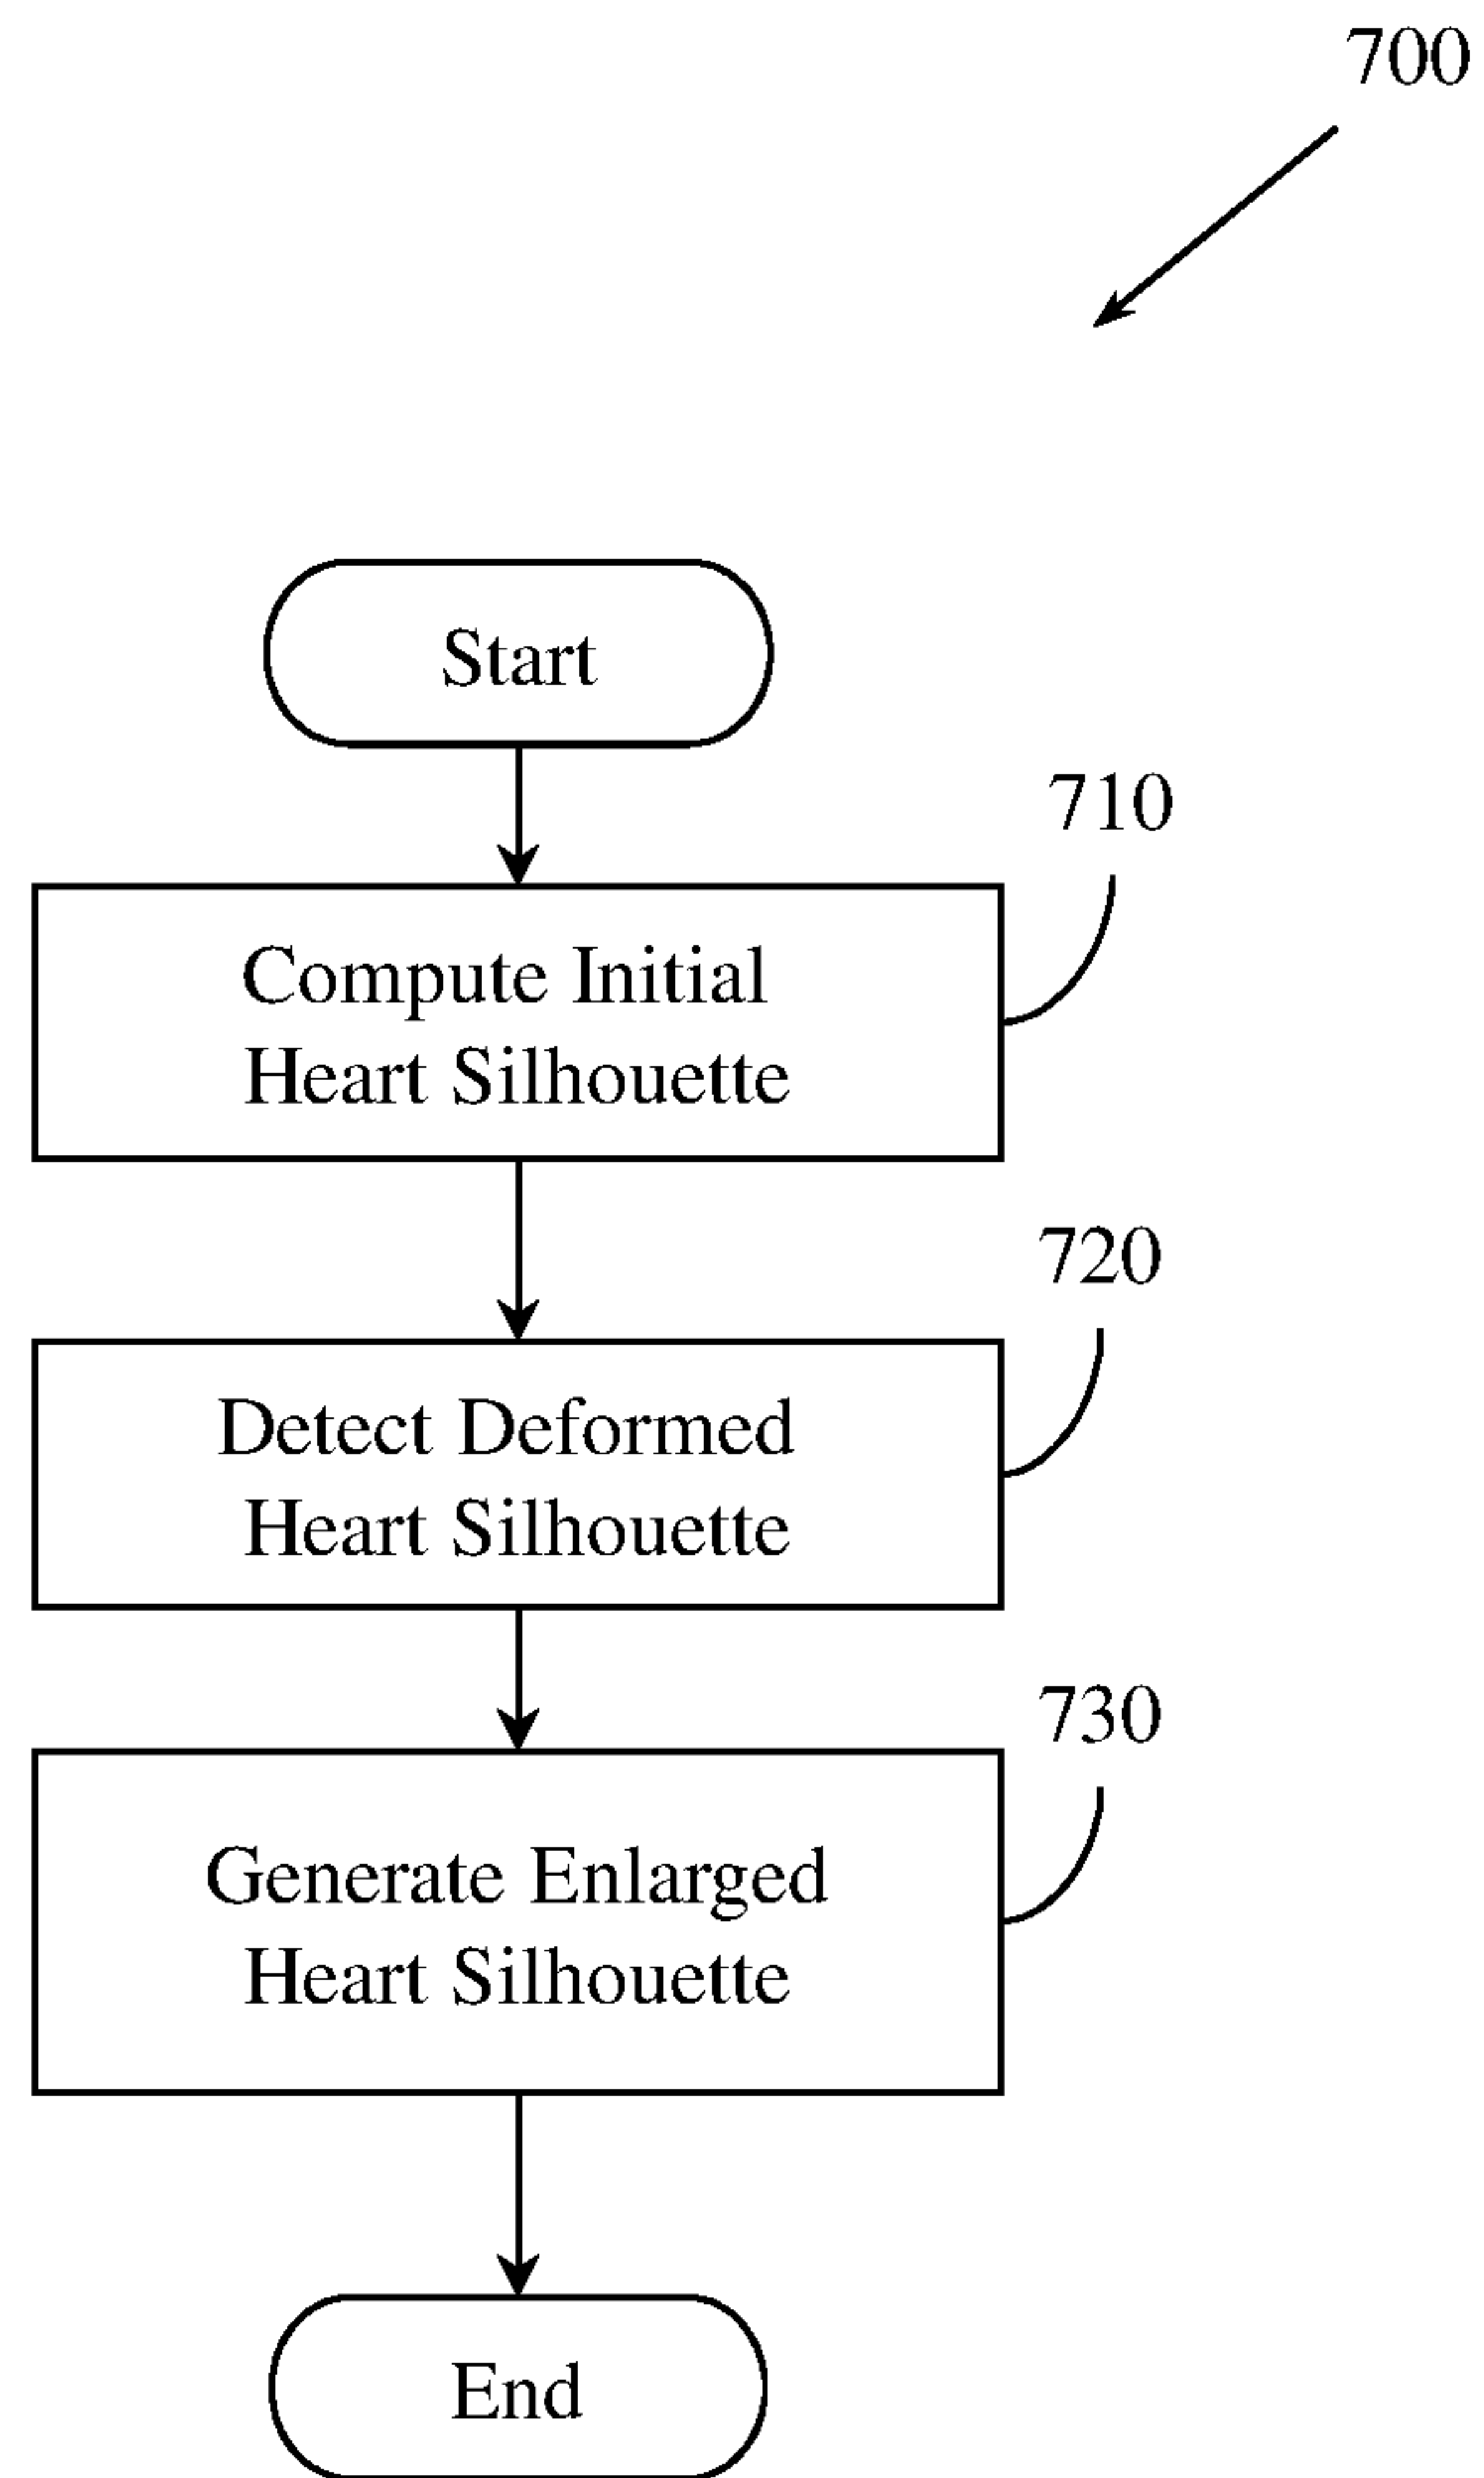 700
Start
710
Compute Initial
Heart Silhouette
720
Detect Deformed
Heart Silhouette
730
Generate Enlarged
Heart Silhouette
End